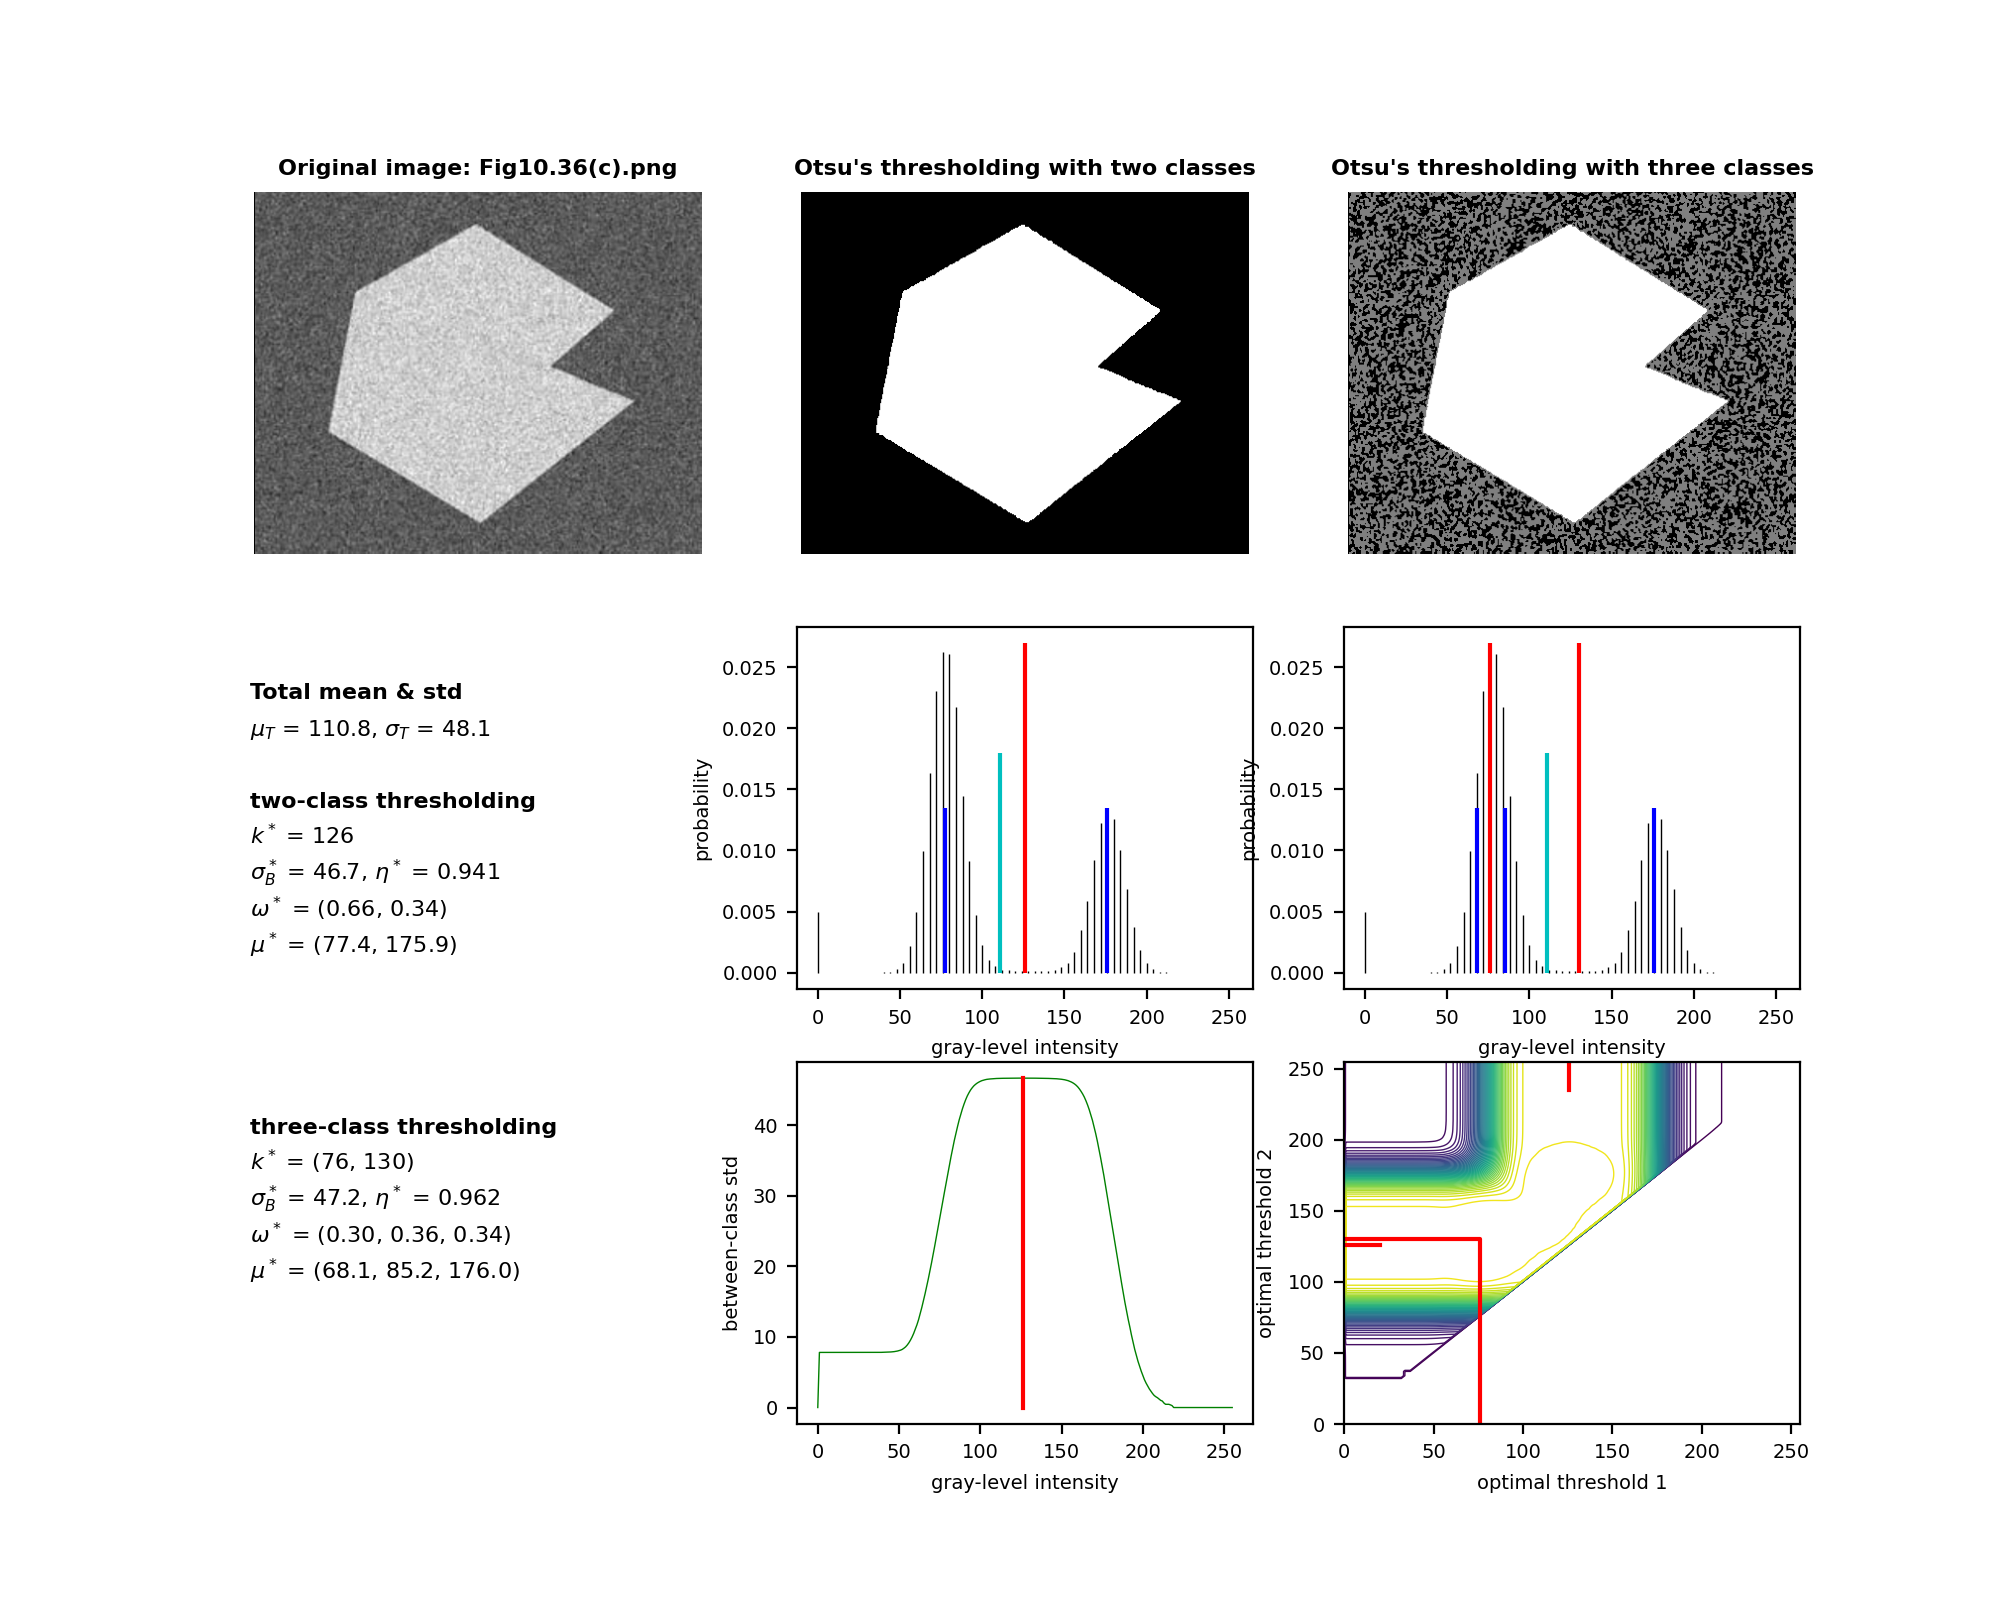 Original image: Fig10.36(c).png
Otsu's thresholding with two classes
Otsu's thresholding with three classes
Total mean & std
μT = 110.8, σT = 48.1
two-class thresholding
k* = 126
σ*B = 46.7, η* = 0.941
ω* = (0.66, 0.34)
μ* = (77.4, 175.9)
probability
0.025
0.020
0.015
0.010
0.005
0.000
0 50 100 150 200 250
gray-level intensity
probability
0.025
0.020
0.015
0.010
0.005
0.000
0 50 100 150 200 250
gray-level intensity
three-class thresholding
k* = (76, 130)
σ*B = 47.2, η* = 0.962
ω* = (0.30, 0.36, 0.34)
μ* = (68.1, 85.2, 176.0)
between-class std
40
30
20
10
0
0 50 100 150 200 250
gray-level intensity
optimal threshold 2
250
200
150
100
50
0
0 50 100 150 200 250
optimal threshold 1